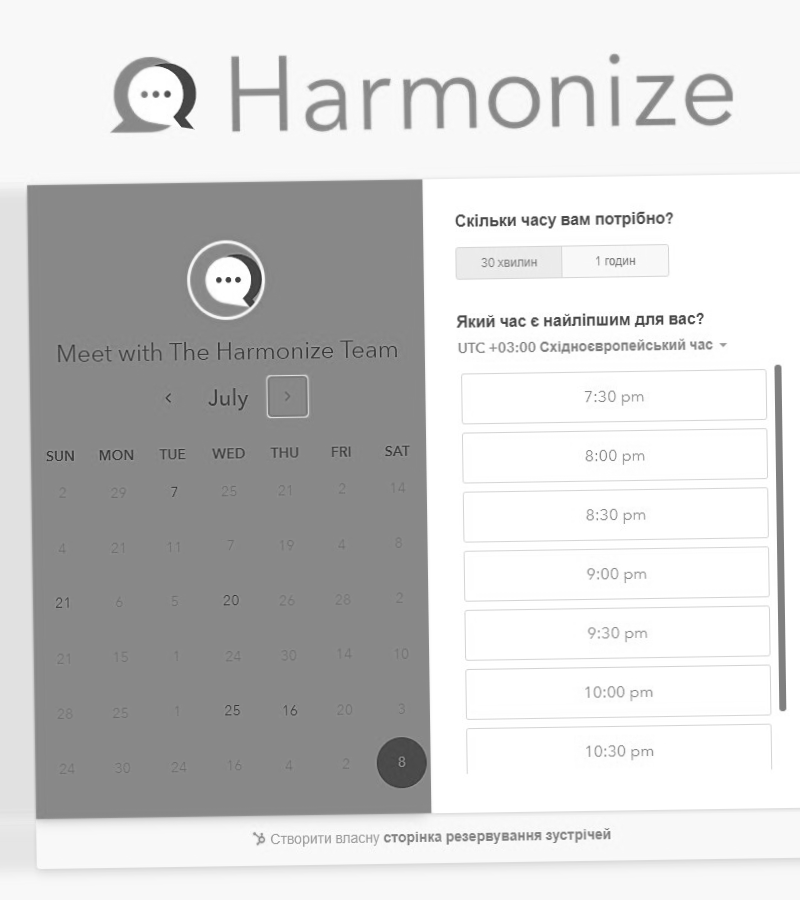 Harmonize
Meet with The Harmonize Team
July
SUN MON TUE WED THU FRI SAT
2 29 7 25 21 2 14
4 21 11 7 19 4 8
21 6 5 20 26 28 2
21 15 1 24 30 14 10
28 25 1 25 16 20 3
24 30 24 16 4 2 8
Скільки часу вам потрібно?
30 хвилин 1 годин
Який час є найліпшим для вас?
UTC +03:00 Східноєвропейський час
7:30 pm
8:00 pm
8:30 pm
9:00 pm
9:30 pm
10:00 pm
10:30 pm
Створити власну сторінка резервування зустрічей